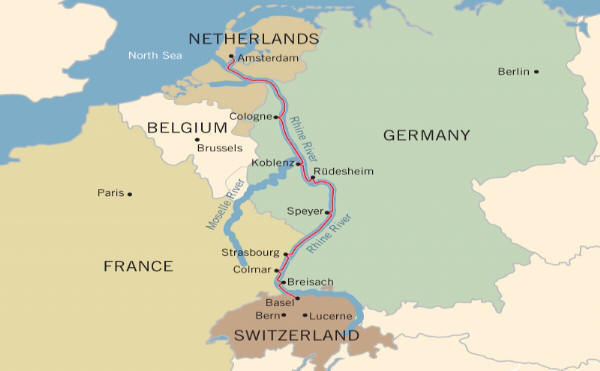 NETHERLANDS
North Sea
Amsterdam
Berlin
Cologne
Rhine River
BELGIUM
GERMANY
Brussels
Koblenz
Rüdesheim
Moselle River
Paris
Speyer
Rhine River
Strasbourg
FRANCE
Colmar
Breisach
Basel
Bern
Lucerne
SWITZERLAND